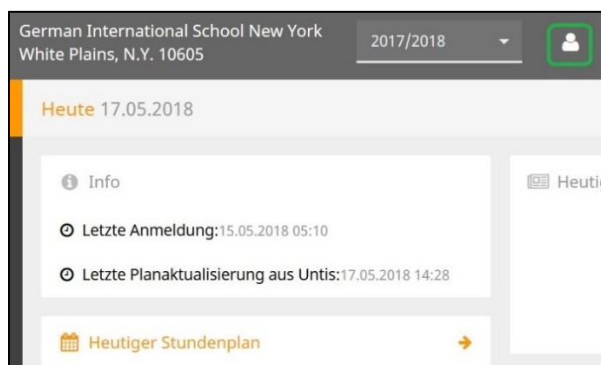 German International School New York
White Plains, N.Y. 10605
2017/2018
Heute 17.05.2018
Info
Letzte Anmeldung:15.05.2018 05:10
Letzte Planaktualisierung aus Untis:17.05.2018 14:28
Heutiger Stundenplan
Heuti